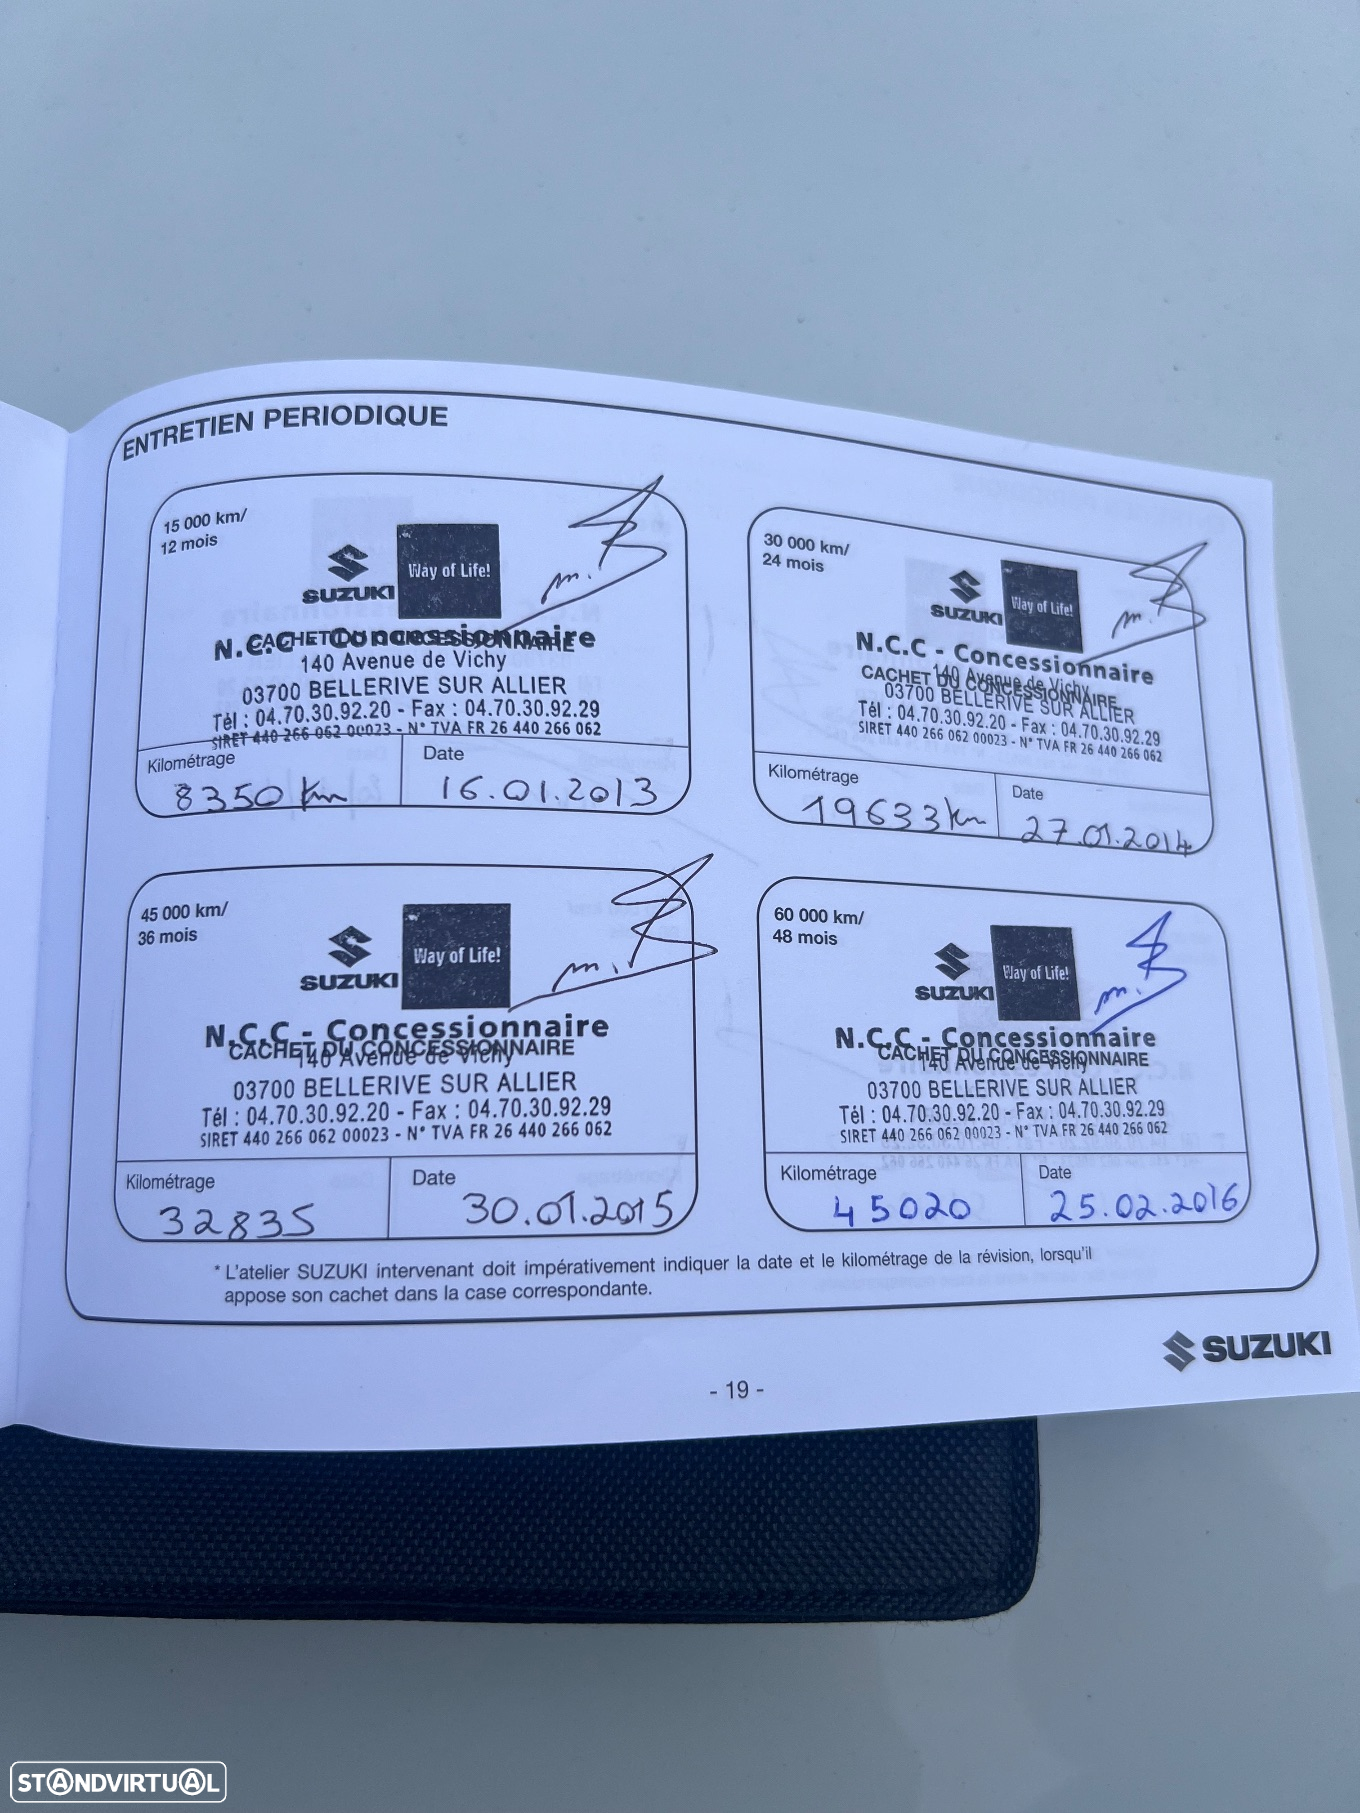 ENTRETIEN PERIODIQUE
15 000 km/
12 mois
SUZUKI
Way of Life!
m.
N.C.C - Concessionnaire
CACHET DU CONCESSIONNAIRE
140 Avenue de Vichy
03700 BELLERIVE SUR ALLIER
Tél : 04.70.30.92.20 - Fax : 04.70.30.92.29
SIRET 440 266 062 00023 - N° TVA FR 26 440 266 062
Kilométrage
8350 km
Date
16.01.2013
30 000 km/
24 mois
SUZUKI
Way of Life!
m.
N.C.C - Concessionnaire
140 Avenue de Vichy
CACHET DU CONCESSIONNAIRE
03700 BELLERIVE SUR ALLIER
Tél : 04.70.30.92.20 - Fax : 04.70.30.92.29
SIRET 440 266 062 00023 - N° TVA FR 26 440 266 062
Kilométrage
19633 km
Date
27.01.2014
45 000 km/
36 mois
SUZUKI
Way of Life!
m.
N.C.C - Concessionnaire
CACHET DU CONCESSIONNAIRE
140 Avenue de Vichy
03700 BELLERIVE SUR ALLIER
Tél : 04.70.30.92.20 - Fax : 04.70.30.92.29
SIRET 440 266 062 00023 - N° TVA FR 26 440 266 062
Kilométrage
32835
Date
30.01.2015
60 000 km/
48 mois
SUZUKI
Way of Life!
m.
N.C.C - Concessionnaire
CACHET DU CONCESSIONNAIRE
140 Avenue de Vichy
03700 BELLERIVE SUR ALLIER
Tél : 04.70.30.92.20 - Fax : 04.70.30.92.29
SIRET 440 266 062 00023 - N° TVA FR 26 440 266 062
Kilométrage
45020
Date
25.02.2016
* L'atelier SUZUKI intervenant doit impérativement indiquer la date et le kilométrage de la révision, lorsqu'il
appose son cachet dans la case correspondante.
SUZUKI
- 19 -
STANDVIRTUAL